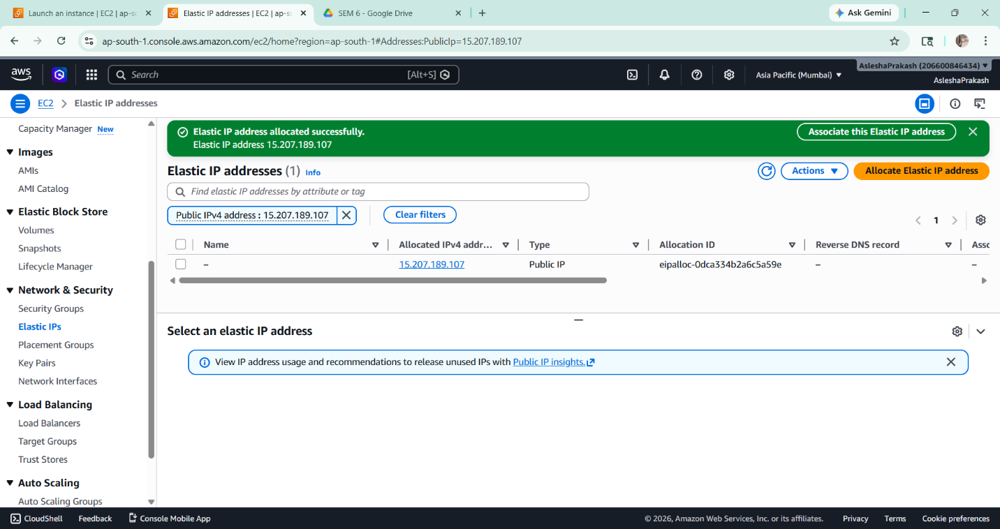 Launch an instance | EC2 | ap-sc
Elastic IP addresses | EC2 | ap-sc
SEM 6 - Google Drive
Ask Gemini
ap-south-1.console.aws.amazon.com/ec2/home?region=ap-south-1#Addresses:PublicIp=15.207.189.107
aws
Search
[Alt+S]
Asia Pacific (Mumbai)
AsleshaPrakash (206600846434)
AsleshaPrakash
EC2
Elastic IP addresses
Capacity Manager New
Images
AMIs
AMI Catalog
Elastic Block Store
Volumes
Snapshots
Lifecycle Manager
Network & Security
Security Groups
Elastic IPs
Placement Groups
Key Pairs
Network Interfaces
Load Balancing
Load Balancers
Target Groups
Trust Stores
Auto Scaling
Auto Scaling Groups
Elastic IP address allocated successfully.
Elastic IP address 15.207.189.107
Associate this Elastic IP address
Elastic IP addresses (1) Info
Actions
Allocate Elastic IP address
Find elastic IP addresses by attribute or tag
Public IPv4 address : 15.207.189.107
Clear filters
1
Name Allocated IPv4 addr... Type Allocation ID Reverse DNS record Assc
– 15.207.189.107 Public IP eipalloc-0dca334b2a6c5a59e – –
Select an elastic IP address
View IP address usage and recommendations to release unused IPs with Public IP insights.
CloudShell
Feedback
Console Mobile App
© 2026, Amazon Web Services, Inc. or its affiliates.
Privacy
Terms
Cookie preferences